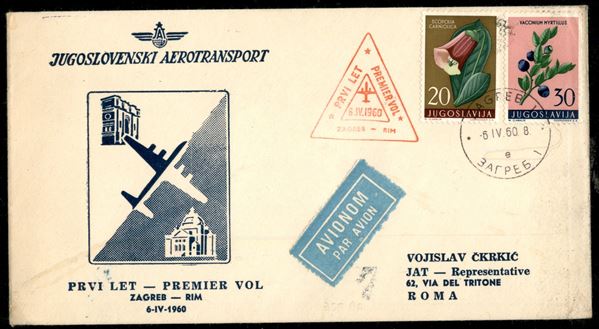 JAT
JUGOSLOVENSKI AEROTRANSPORT
PRVI LET
PREMIER VOL
6.IV.1960
ZAGREB — RIM
SCOPOLIA
CARNIOLICA
20
JUGOSLAVIJA
VACCINIUM MYRTILLUS
30
JUGOSLAVIJA
ZAGREB 1
-6 IV 60 8
e
ЗАГРЕБ 1
AVIONOM
PAR AVION
PRVI LET — PREMIER VOL
ZAGREB — RIM
6-IV-1960
VOJISLAV ČKRKIĆ
JAT — Representative
62, VIA DEL TRITONE
ROMA